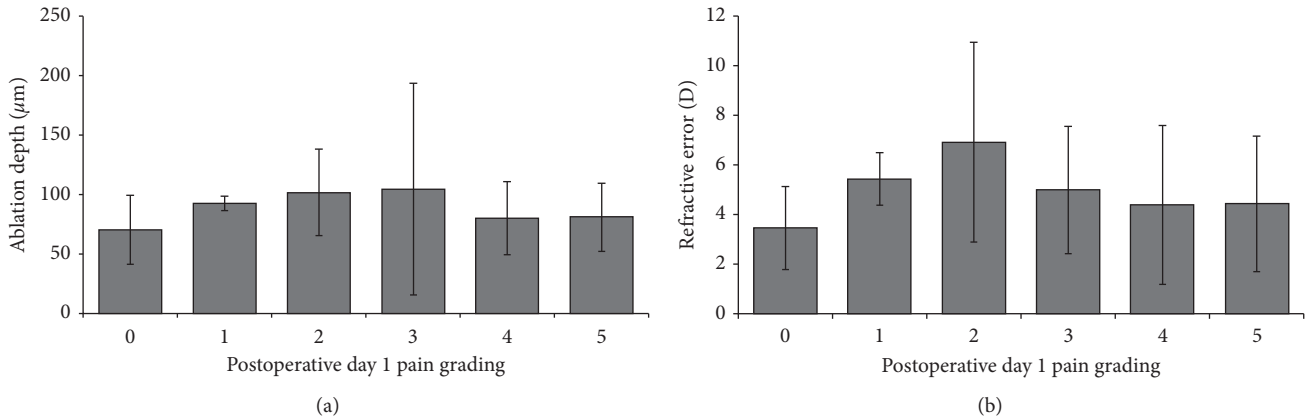 250
200
150
100
50
0
Ablation depth (μm)
0 1 2 3 4 5
Postoperative day 1 pain grading
(a)
12
10
8
6
4
2
0
Refractive error (D)
0 1 2 3 4 5
Postoperative day 1 pain grading
(b)